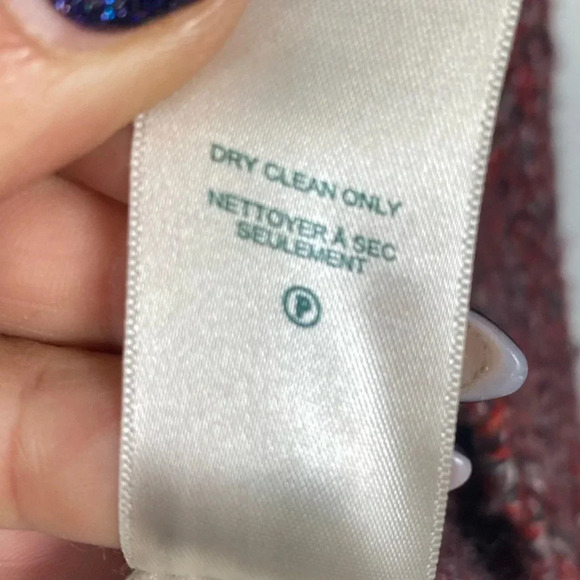 DRY CLEAN ONLY
NETTOYER À SEC
SEULEMENT
P